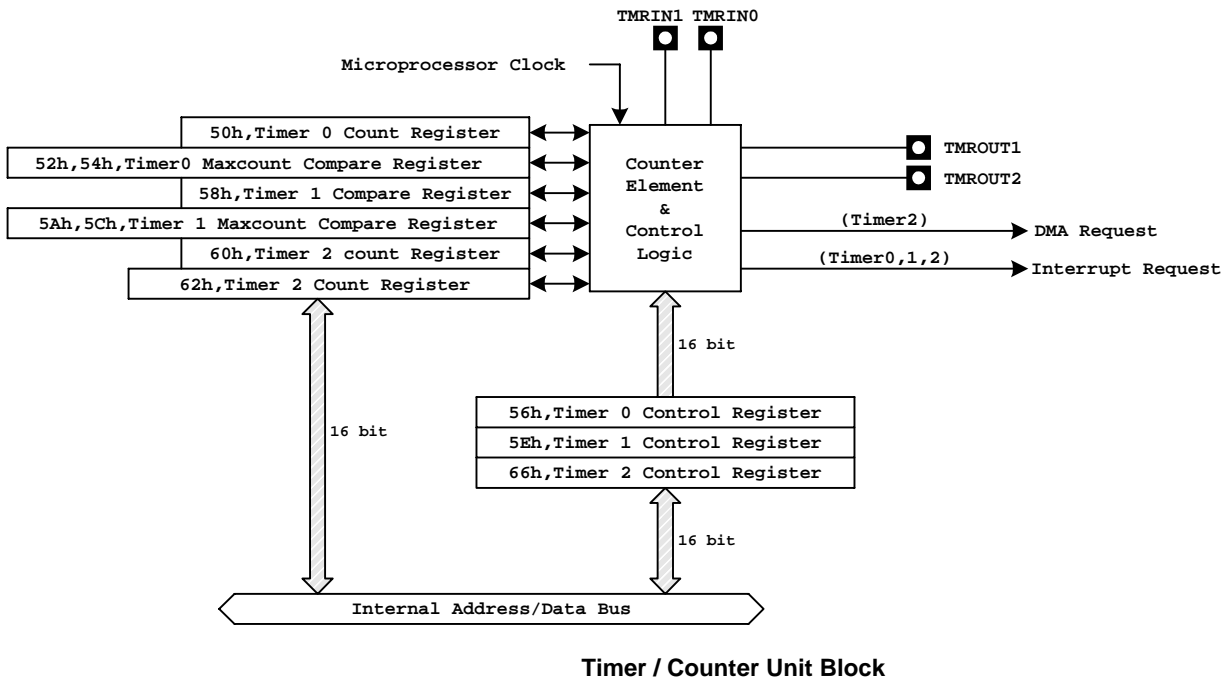 TMRIN1 TMRIN0
Microprocessor Clock
50h,Timer 0 Count Register
52h,54h,Timer0 Maxcount Compare Register
58h,Timer 1 Compare Register
5Ah,5Ch,Timer 1 Maxcount Compare Register
60h,Timer 2 count Register
62h,Timer 2 Count Register
Counter
Element
&
Control
Logic
TMROUT1
TMROUT2
(Timer2)
DMA Request
(Timer0,1,2)
Interrupt Request
16 bit
56h,Timer 0 Control Register
5Eh,Timer 1 Control Register
66h,Timer 2 Control Register
16 bit
16 bit
Internal Address/Data Bus
Timer / Counter Unit Block